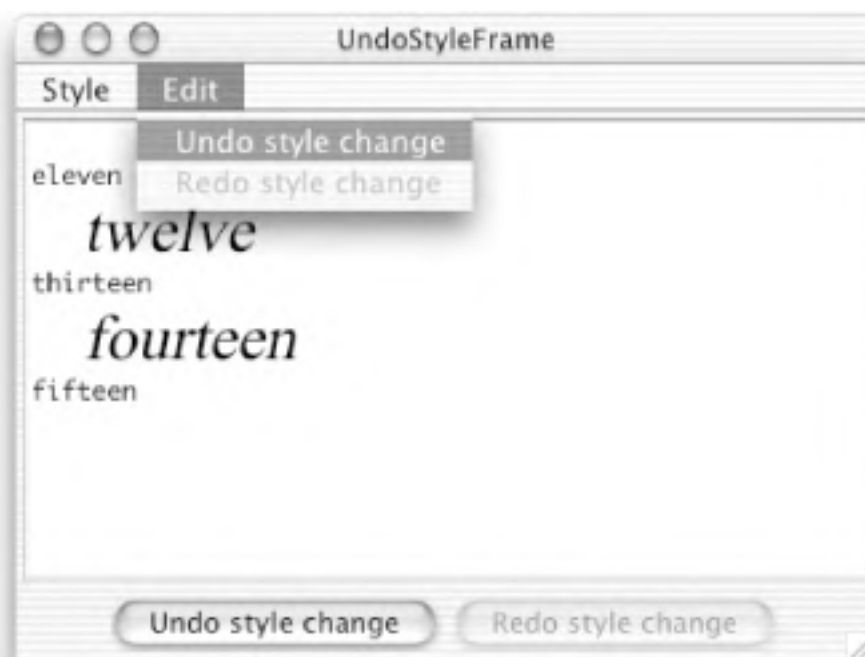 UndoStyleFrame
Style Edit
Undo style change
Redo style change
eleven
twelve
thirteen
fourteen
fifteen
Undo style change Redo style change